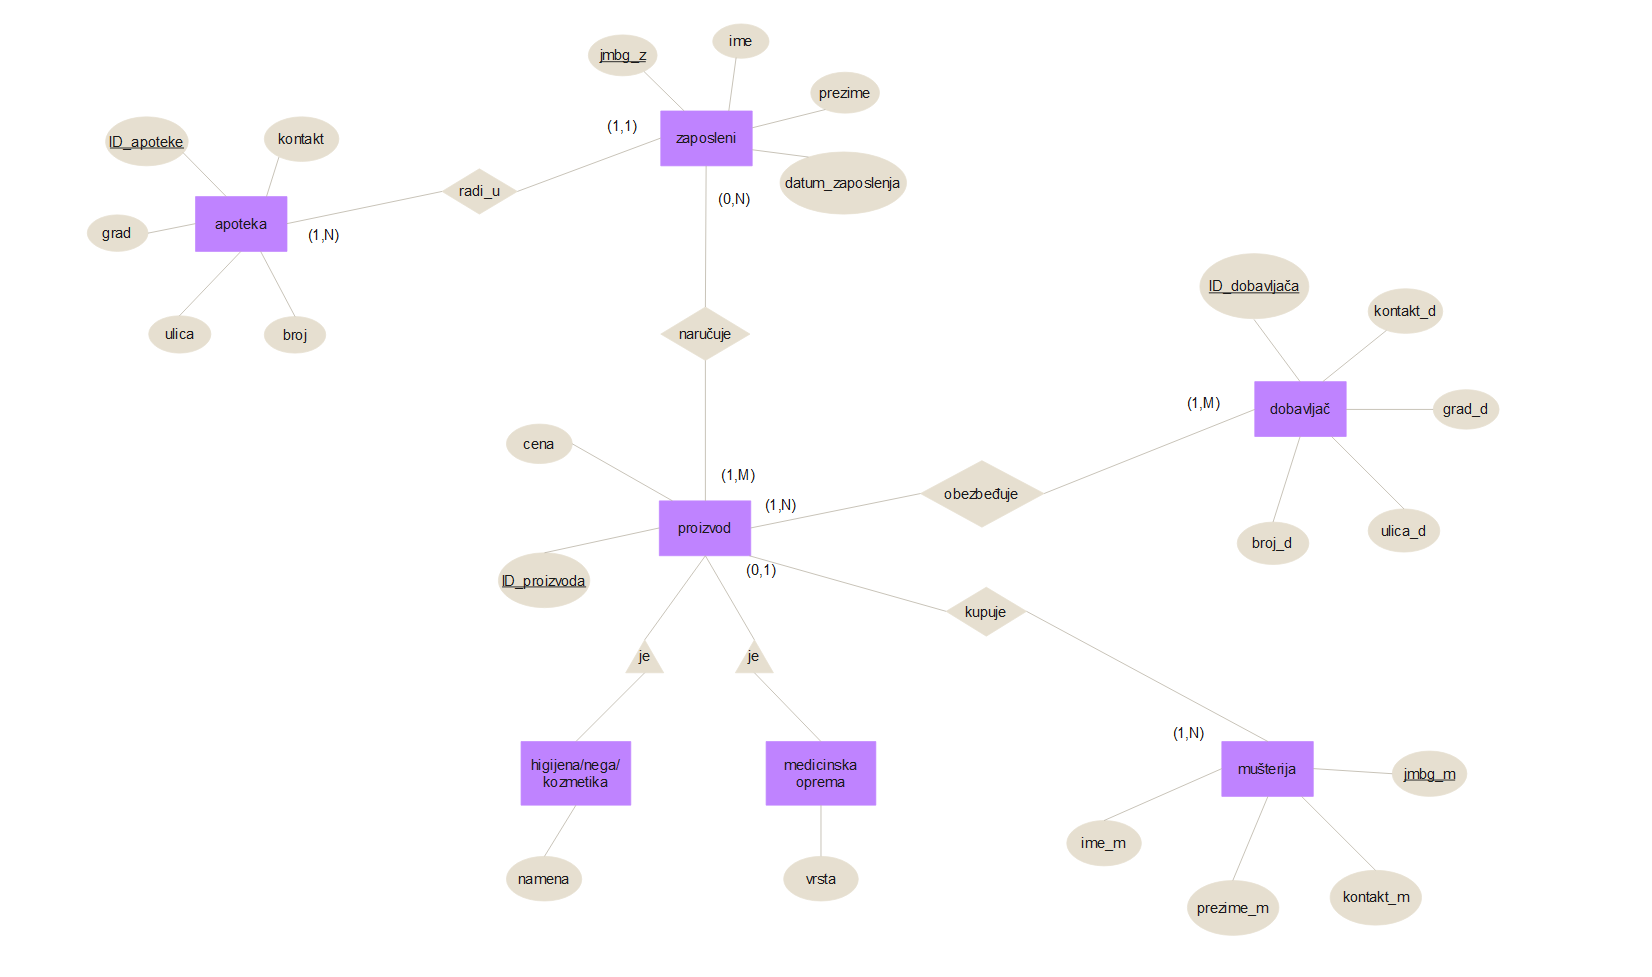 ime
jmbg_z
prezime
(1,1)
zaposleni
ID_apoteke
kontakt
datum_zaposlenja
radi_u
(0,N)
apoteka
grad
(1,N)
ulica
broj
naručuje
ID_dobavljača
kontakt_d
(1,M)
dobavljač
grad_d
cena
(1,M)
obezbeđuje
(1,N)
proizvod
ulica_d
broj_d
(0,1)
ID_proizvoda
kupuje
je
je
(1,N)
higijena/nega/
kozmetika
medicinska
oprema
mušterija
jmbg_m
ime_m
namena
vrsta
kontakt_m
prezime_m